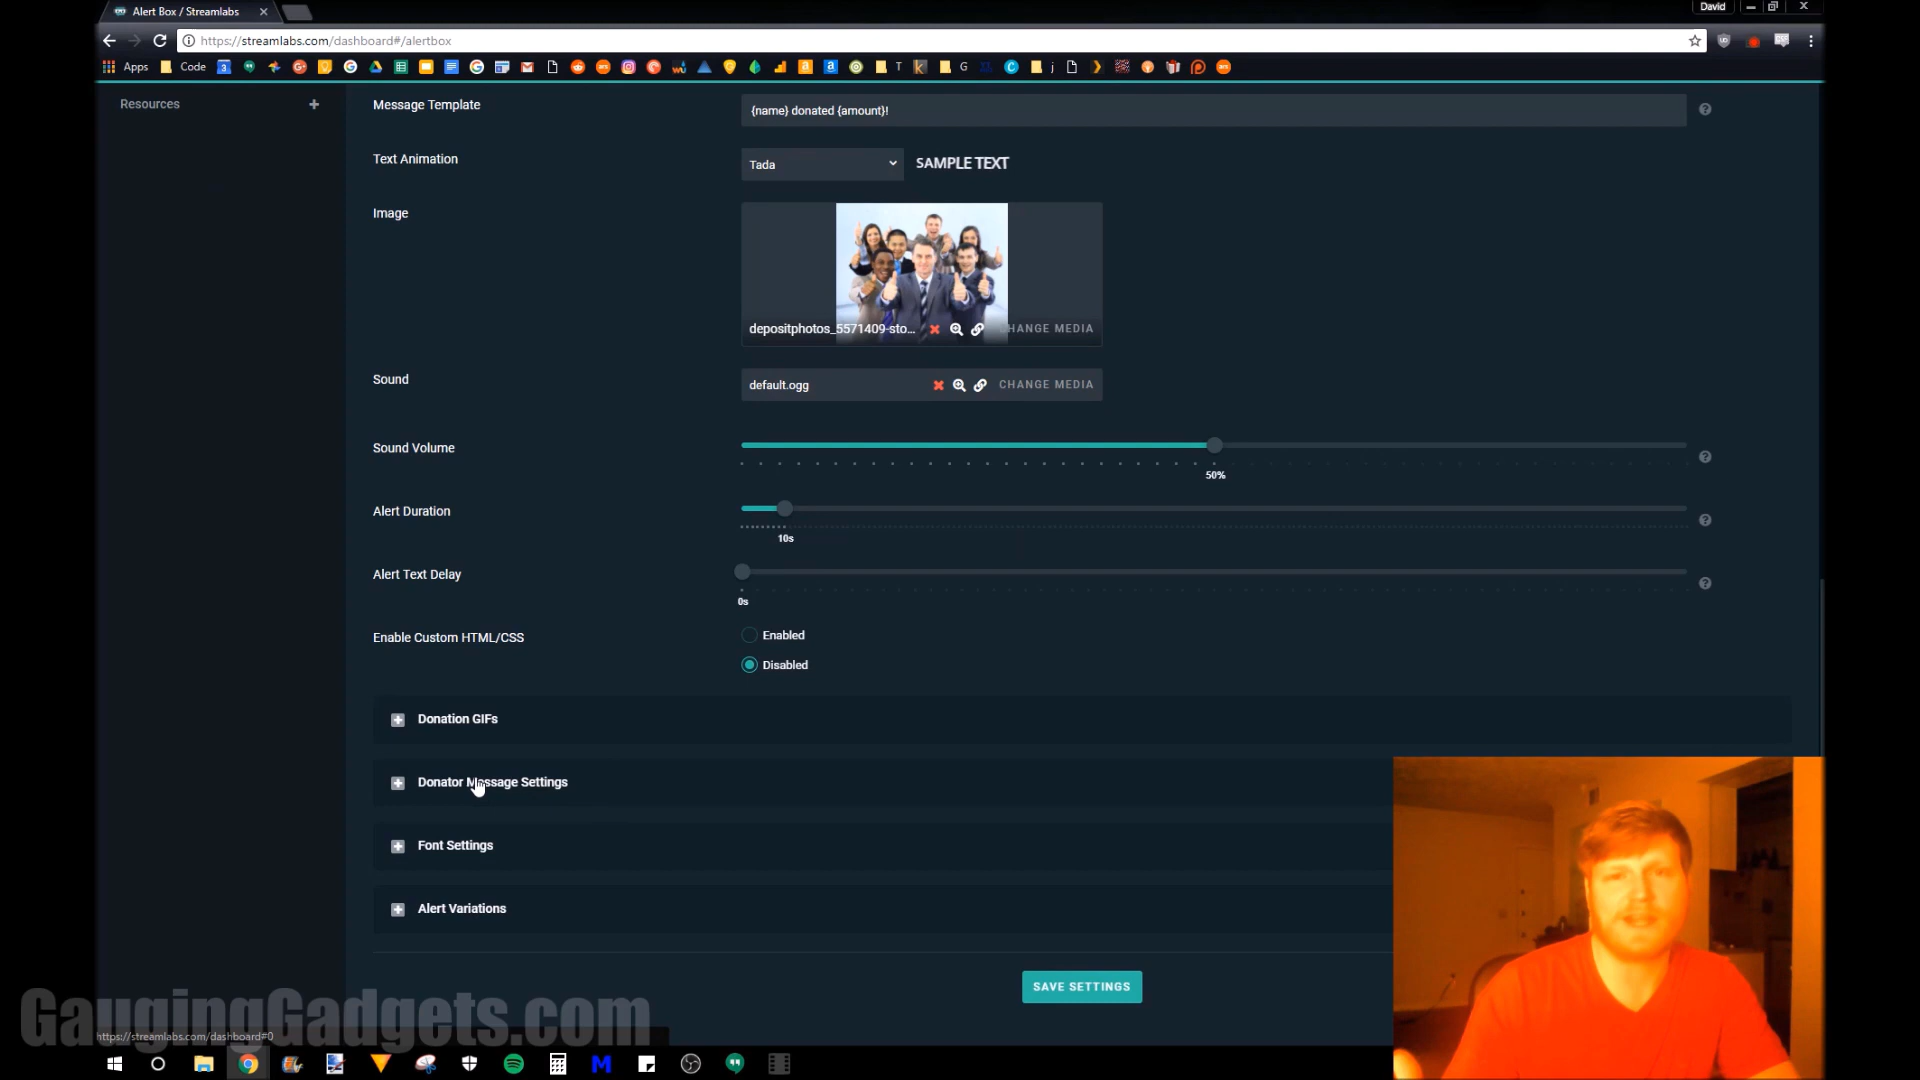 Alert Box / Streamlabs
David
https://streamlabs.com/dashboard#/alertbox
Apps
Code
T
G
j
Resources
Message Template
{name} donated {amount}!
Text Animation
Tada
SAMPLE TEXT
Image
depositphotos_5571409-sto...
CHANGE MEDIA
Sound
default.ogg
CHANGE MEDIA
Sound Volume
50%
Alert Duration
10s
Alert Text Delay
0s
Enable Custom HTML/CSS
Enabled
Disabled
Donation GIFs
Donator Message Settings
Font Settings
Alert Variations
SAVE SETTINGS
GaugingGadgets.com
https://streamlabs.com/dashboard#0